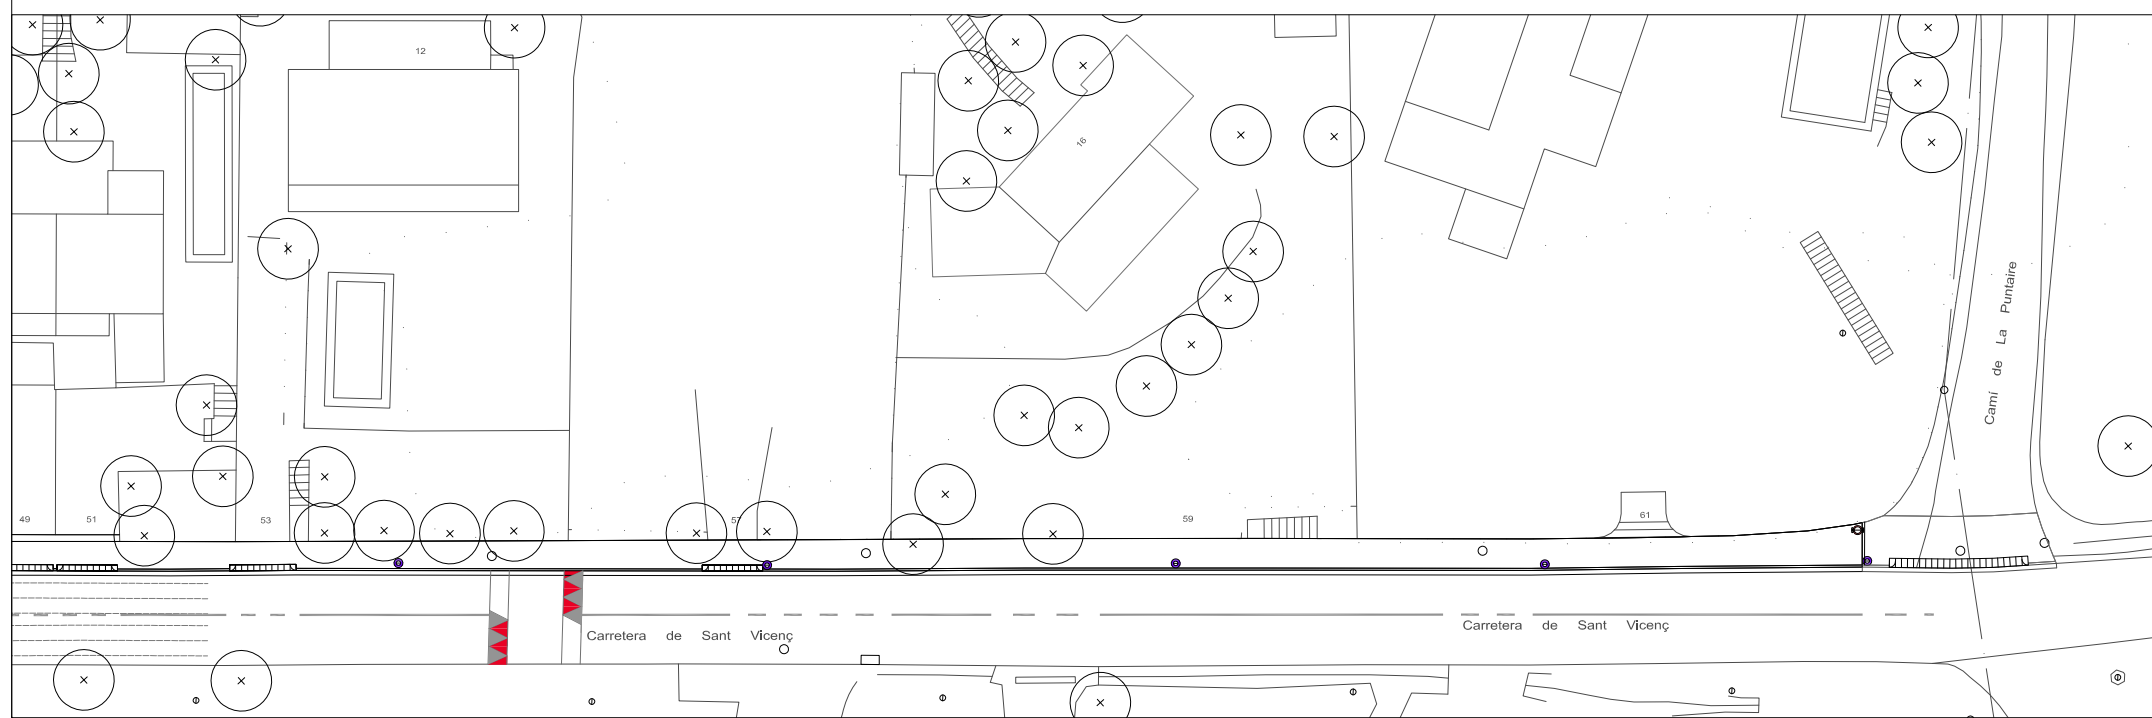 12
16
Camí de La Puntaire
49
51
53
57
59
61
Carretera de Sant Vicenç
Carretera de Sant Vicenç